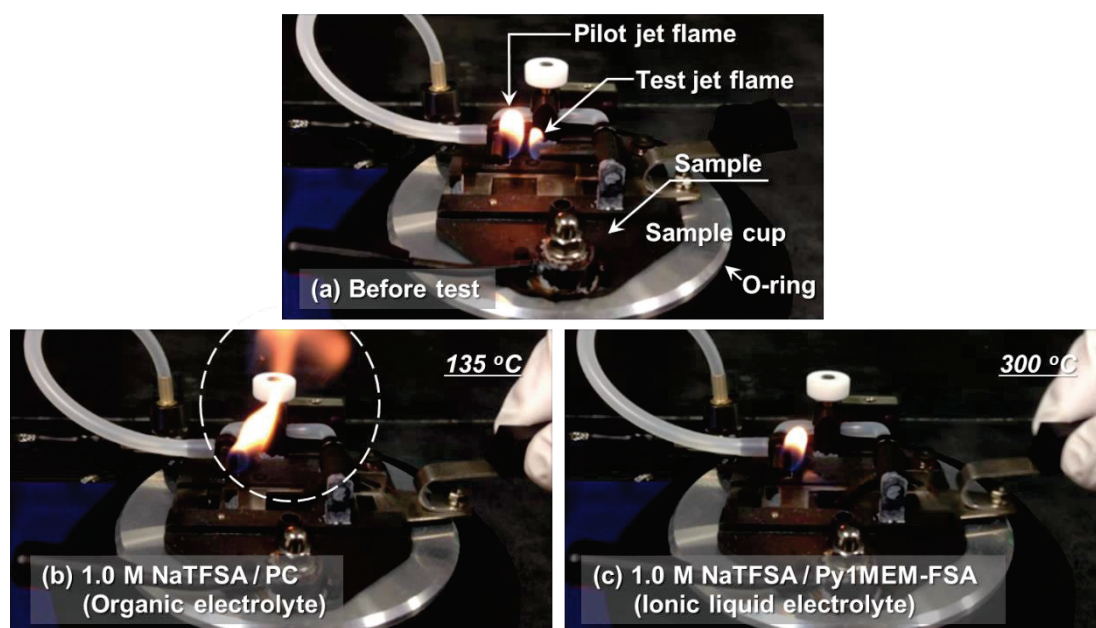 Pilot jet flame
Test jet flame
Sample
Sample cup
O-ring
(a) Before test
135 °C
300 °C
(b) 1.0 M NaTFSA / PC
(Organic electrolyte)
(c) 1.0 M NaTFSA / Py1MEM-FSA
(Ionic liquid electrolyte)